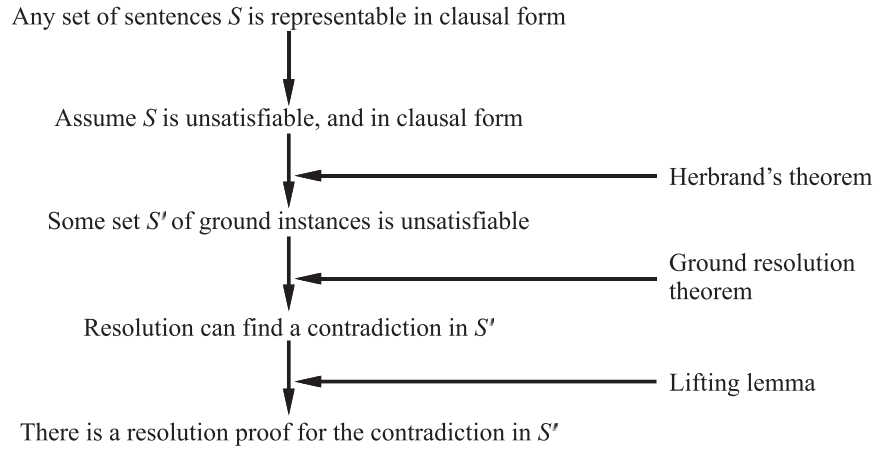 Any set of sentences S is representable in clausal form
Assume S is unsatisfiable, and in clausal form
Herbrand’s theorem
Some set S′ of ground instances is unsatisfiable
Ground resolution
theorem
Resolution can find a contradiction in S′
Lifting lemma
There is a resolution proof for the contradiction in S′